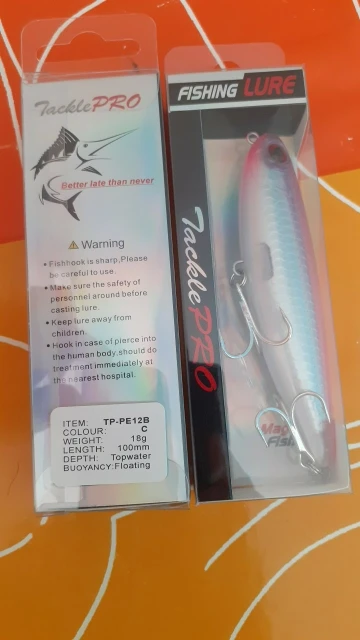 TacklePRO
Better late than never
Warning
• Fishhook is sharp,Please
be careful to use.
• Make sure the safety of
personnel around before
casting lure.
• Keep lure away from
children.
• Hook in case of pierce into
the human body,should do
treatment immediately at
the nearest hospital.
ITEM: TP-PE12B
COLOUR: C
WEIGHT: 18g
LENGTH: 100mm
DEPTH: Topwater
BUOYANCY: Floating
FISHING LURE
TacklePRO
Fish